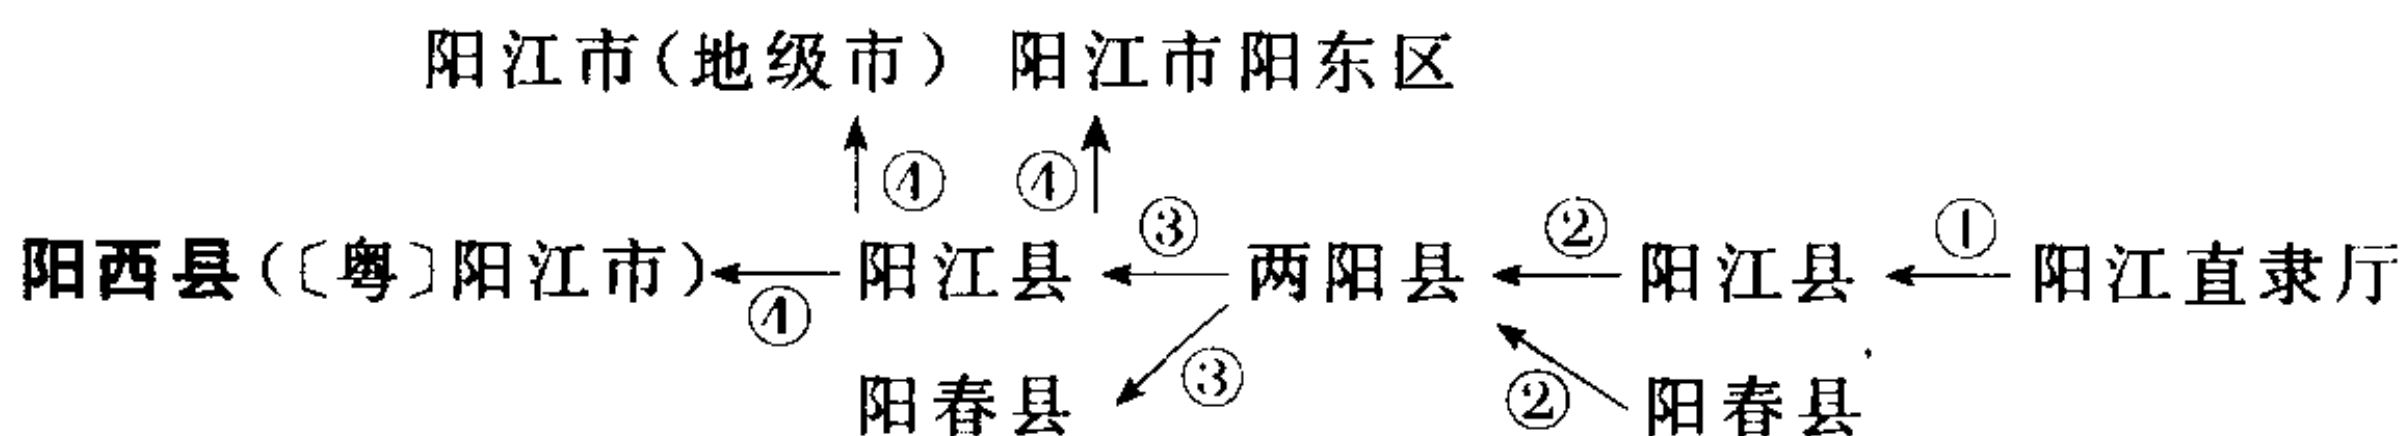 阳江市(地级市) 阳江市阳东区
④ ④ ③ ② ①
阳西县(〔粤〕阳江市) 阳江县 两阳县 阳江县 阳江直隶厅
④ ③ ②
阳春县 阳春县